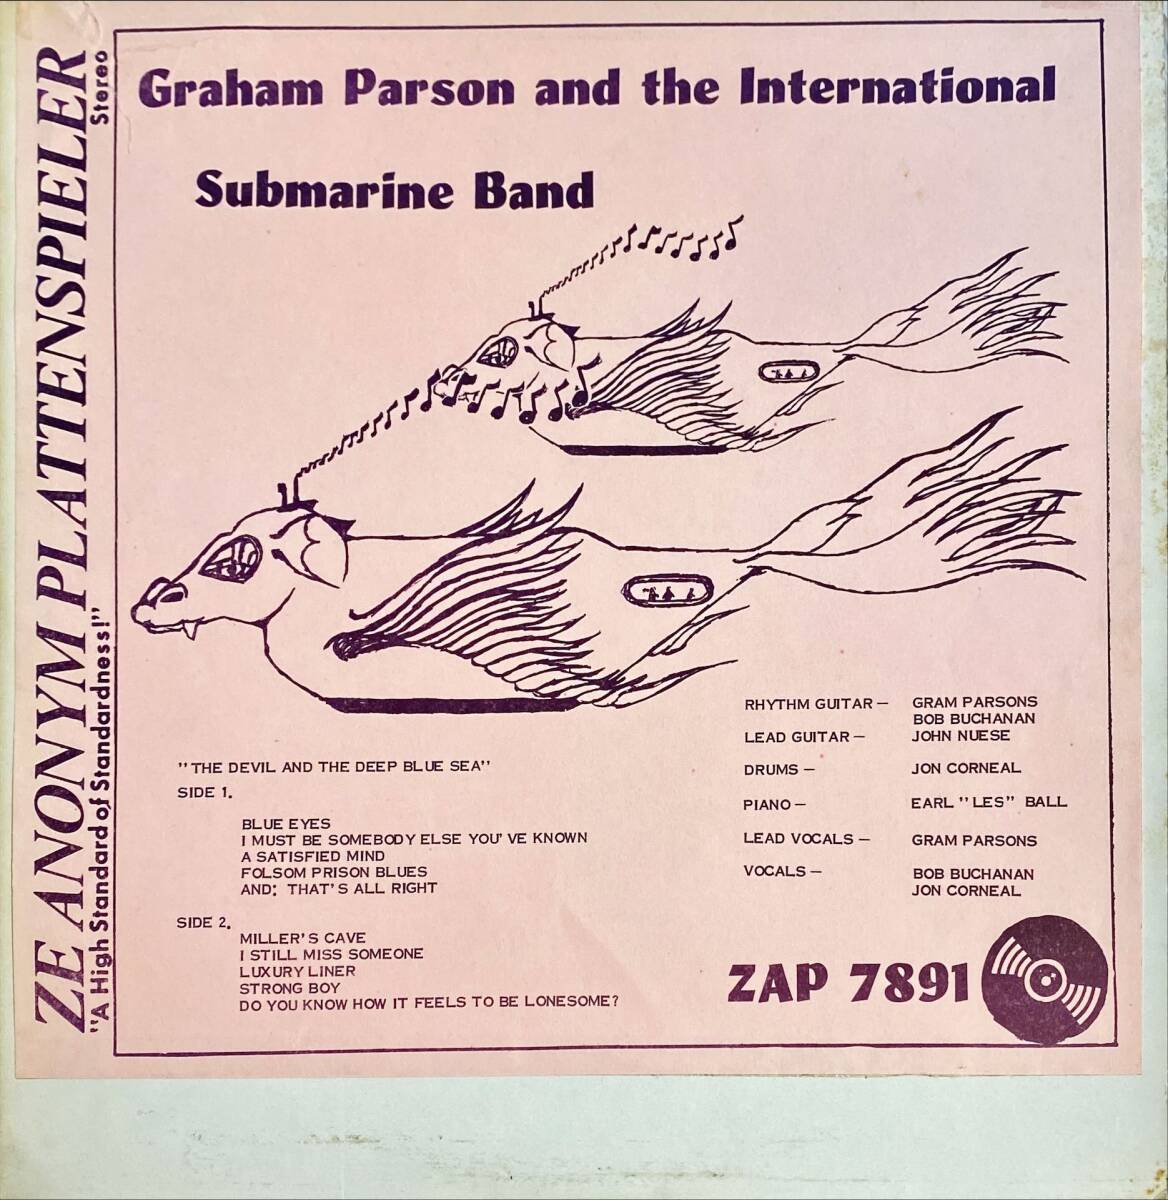 ZE ANONYM PLATTENSPIELER
Stereo
"A High Standard of Standardness!"
Graham Parson and the International
Submarine Band
RHYTHM GUITAR — GRAM PARSONS
BOB BUCHANAN
LEAD GUITAR — JOHN NUESE
DRUMS — JON CORNEAL
PIANO — EARL "LES" BALL
LEAD VOCALS — GRAM PARSONS
VOCALS — BOB BUCHANAN
JON CORNEAL
"THE DEVIL AND THE DEEP BLUE SEA"
SIDE 1.
BLUE EYES
I MUST BE SOMEBODY ELSE YOU'VE KNOWN
A SATISFIED MIND
FOLSOM PRISON BLUES
AND: THAT'S ALL RIGHT
SIDE 2.
MILLER'S CAVE
I STILL MISS SOMEONE
LUXURY LINER
STRONG BOY
DO YOU KNOW HOW IT FEELS TO BE LONESOME?
ZAP 7891